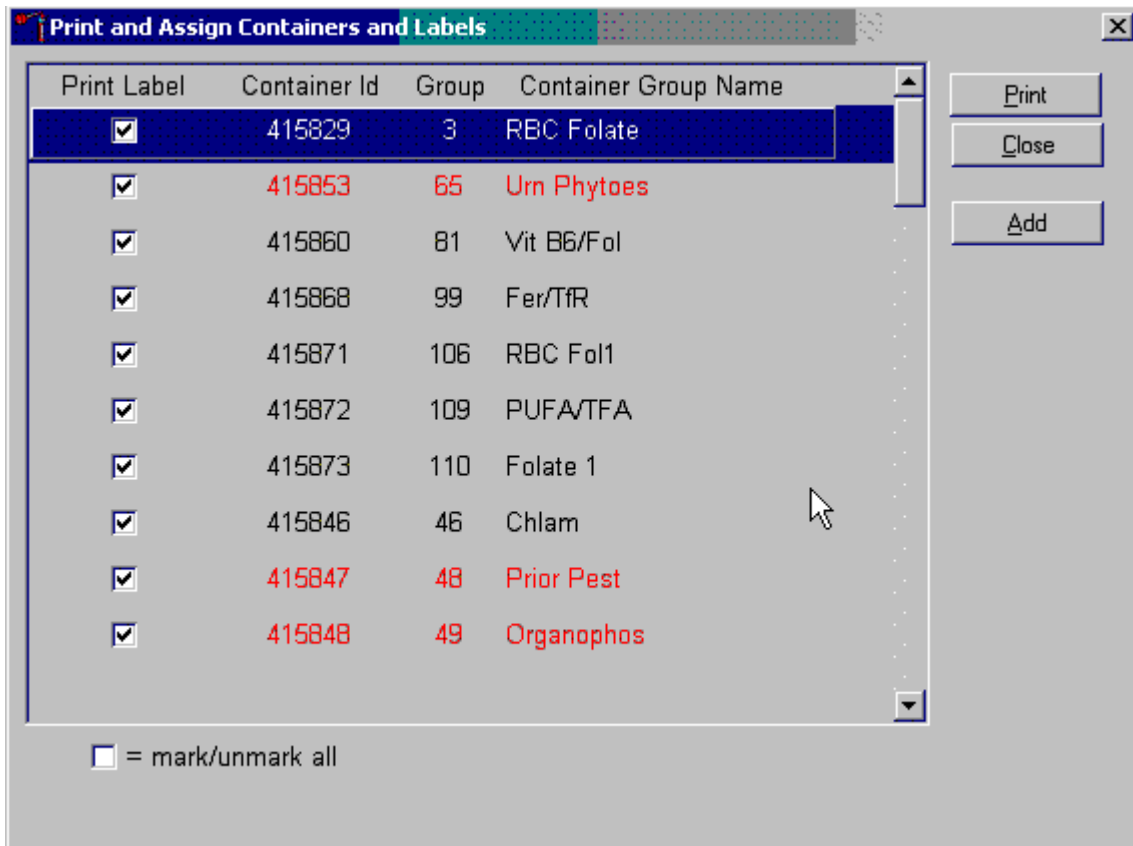 Print and Assign Containers and Labels
Print Label Container Id Group Container Group Name
415829 3 RBC Folate
415853 65 Urn Phytoes
415860 81 Vit B6/Fol
415868 99 Fer/TfR
415871 106 RBC Fol1
415872 109 PUFA/TFA
415873 110 Folate 1
415846 46 Chlam
415847 48 Prior Pest
415848 49 Organophos
= mark/unmark all
Print
Close
Add